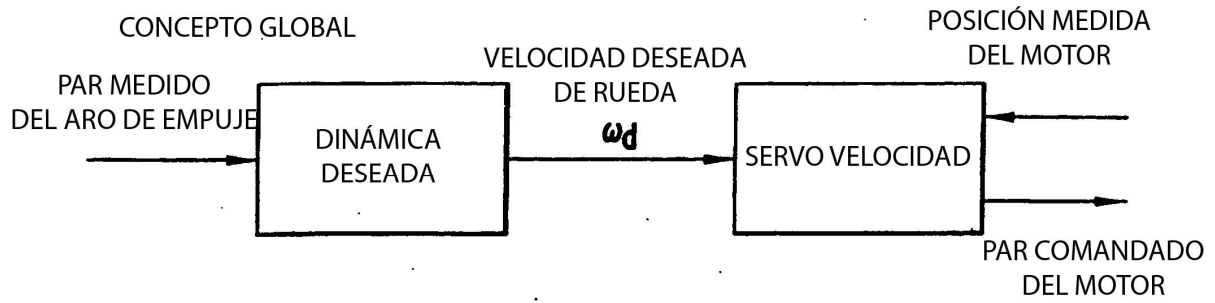 CONCEPTO GLOBAL
PAR MEDIDO
DEL ARO DE EMPUJE
DINÁMICA
DESEADA
VELOCIDAD DESEADA
DE RUEDA
ωd
SERVO VELOCIDAD
POSICIÓN MEDIDA
DEL MOTOR
PAR COMANDADO
DEL MOTOR